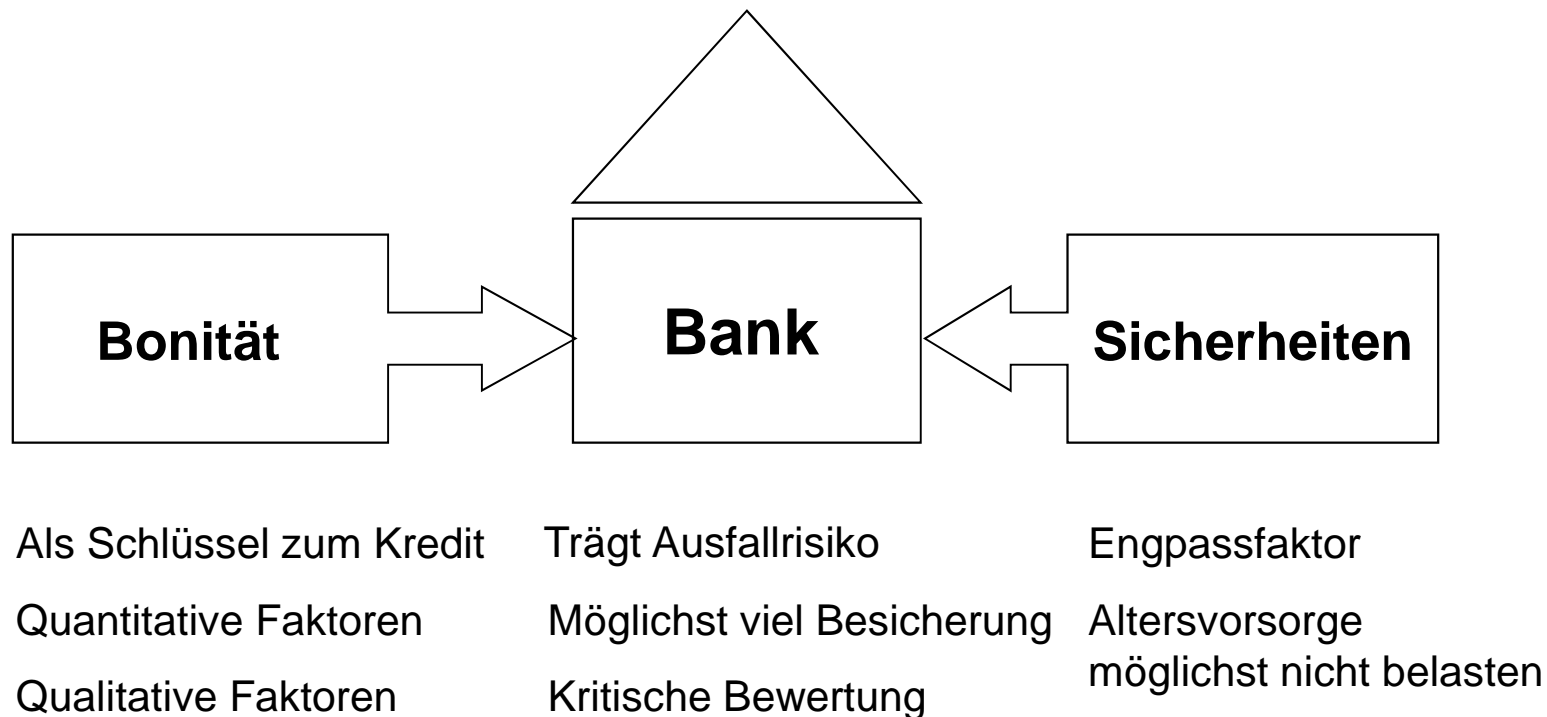 Bonität
Bank
Sicherheiten
Als Schlüssel zum Kredit
Quantitative Faktoren
Qualitative Faktoren
Trägt Ausfallrisiko
Möglichst viel Besicherung
Kritische Bewertung
Engpassfaktor
Altersvorsorge
möglichst nicht belasten